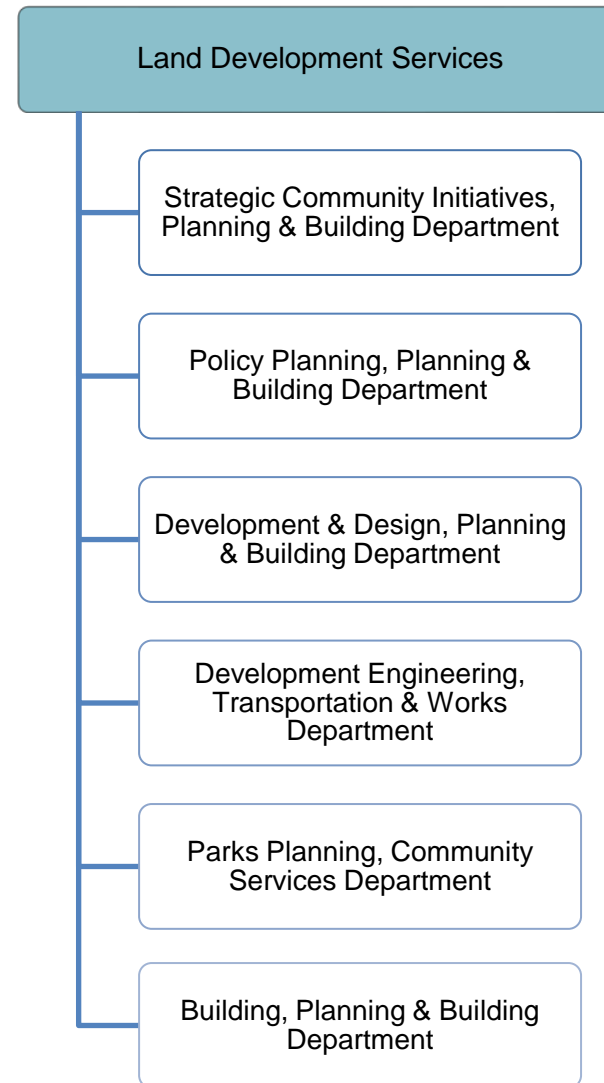 Land Development Services
Strategic Community Initiatives,
Planning & Building Department
Policy Planning, Planning &
Building Department
Development & Design, Planning
& Building Department
Development Engineering,
Transportation & Works
Department
Parks Planning, Community
Services Department
Building, Planning & Building
Department